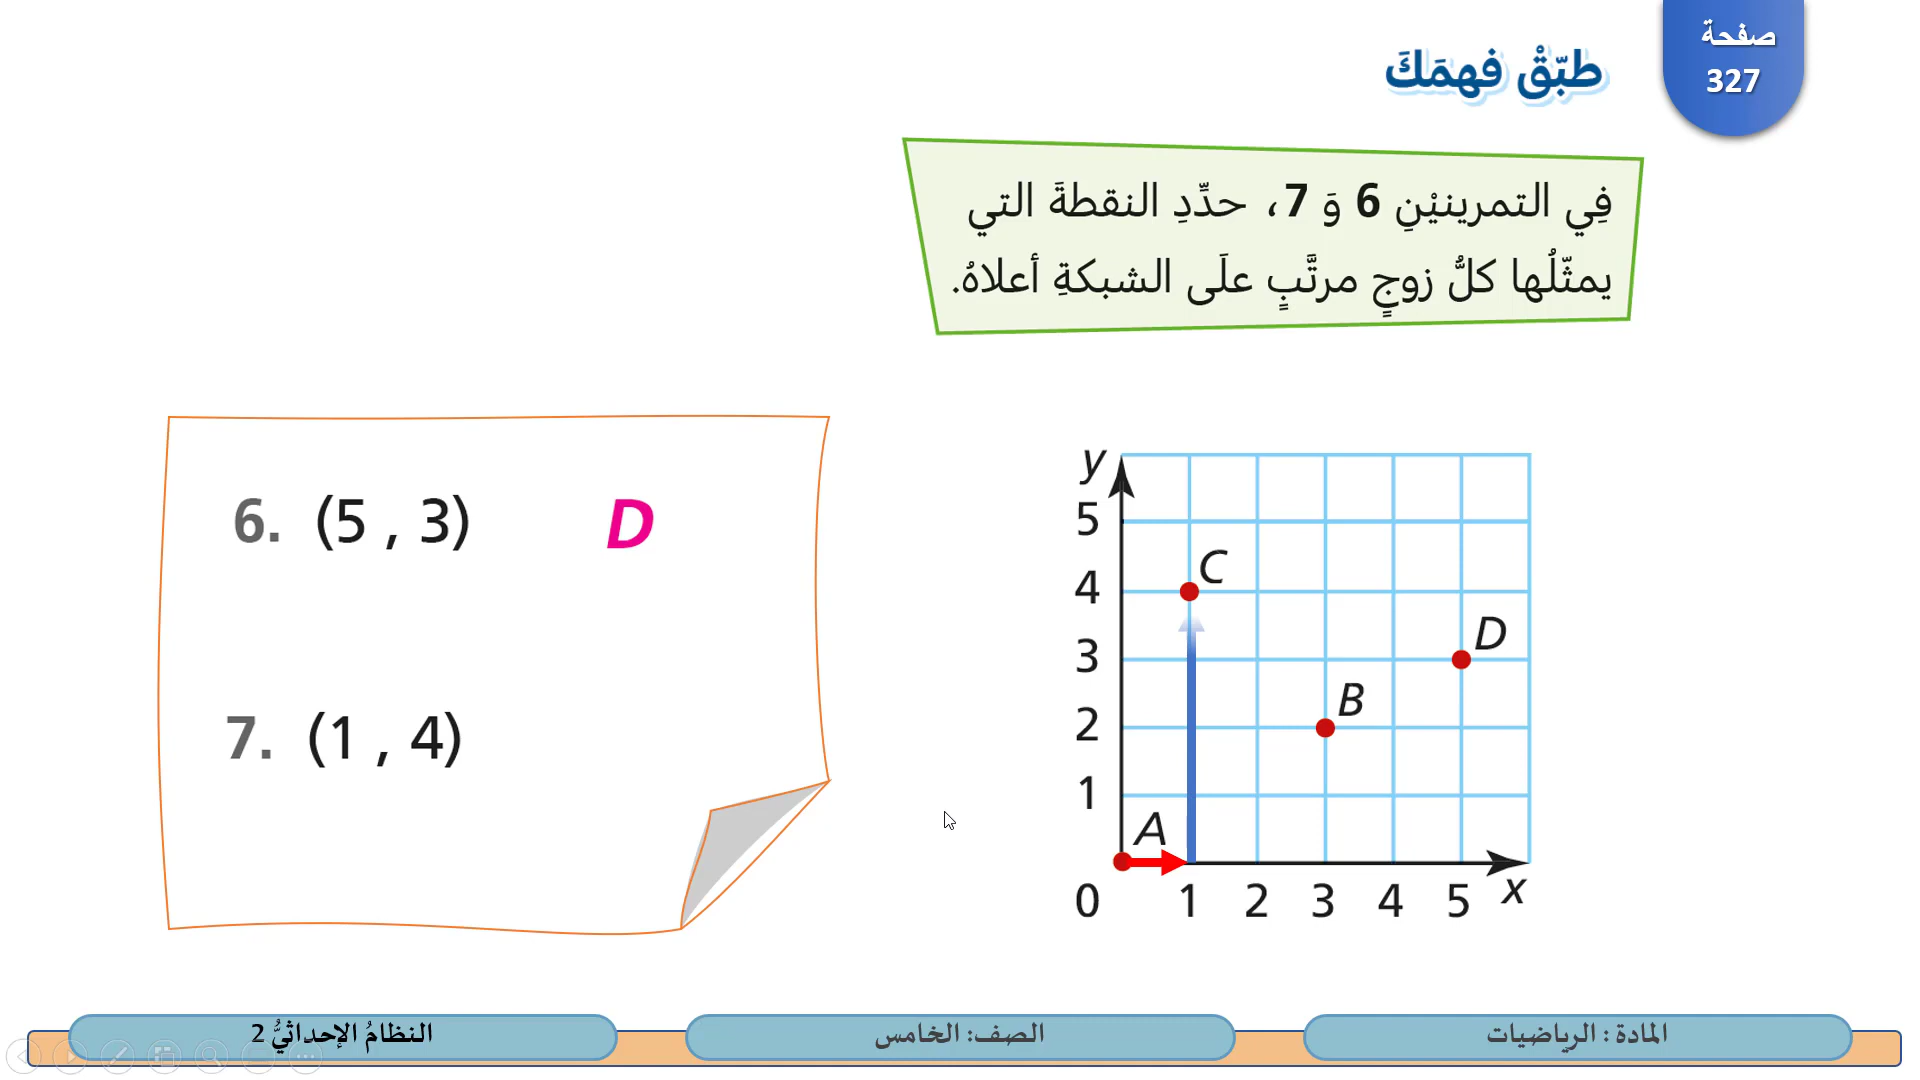 صفحة
327
طبّقْ فهمَكَ
فِي التمرينيْنِ 6 وَ 7، حدِّدِ النقطةَ التي
يمثّلُها كلُّ زوجٍ مرتَّبٍ علَى الشبكةِ أعلاهُ.
6. (5 , 3) D
7. (1 , 4)
y
5
4
3
2
1
0
1 2 3 4 5
x
C
D
B
A
المادة : الرياضيات
الصف: الخامس
النظامُ الإحداثيُّ 2